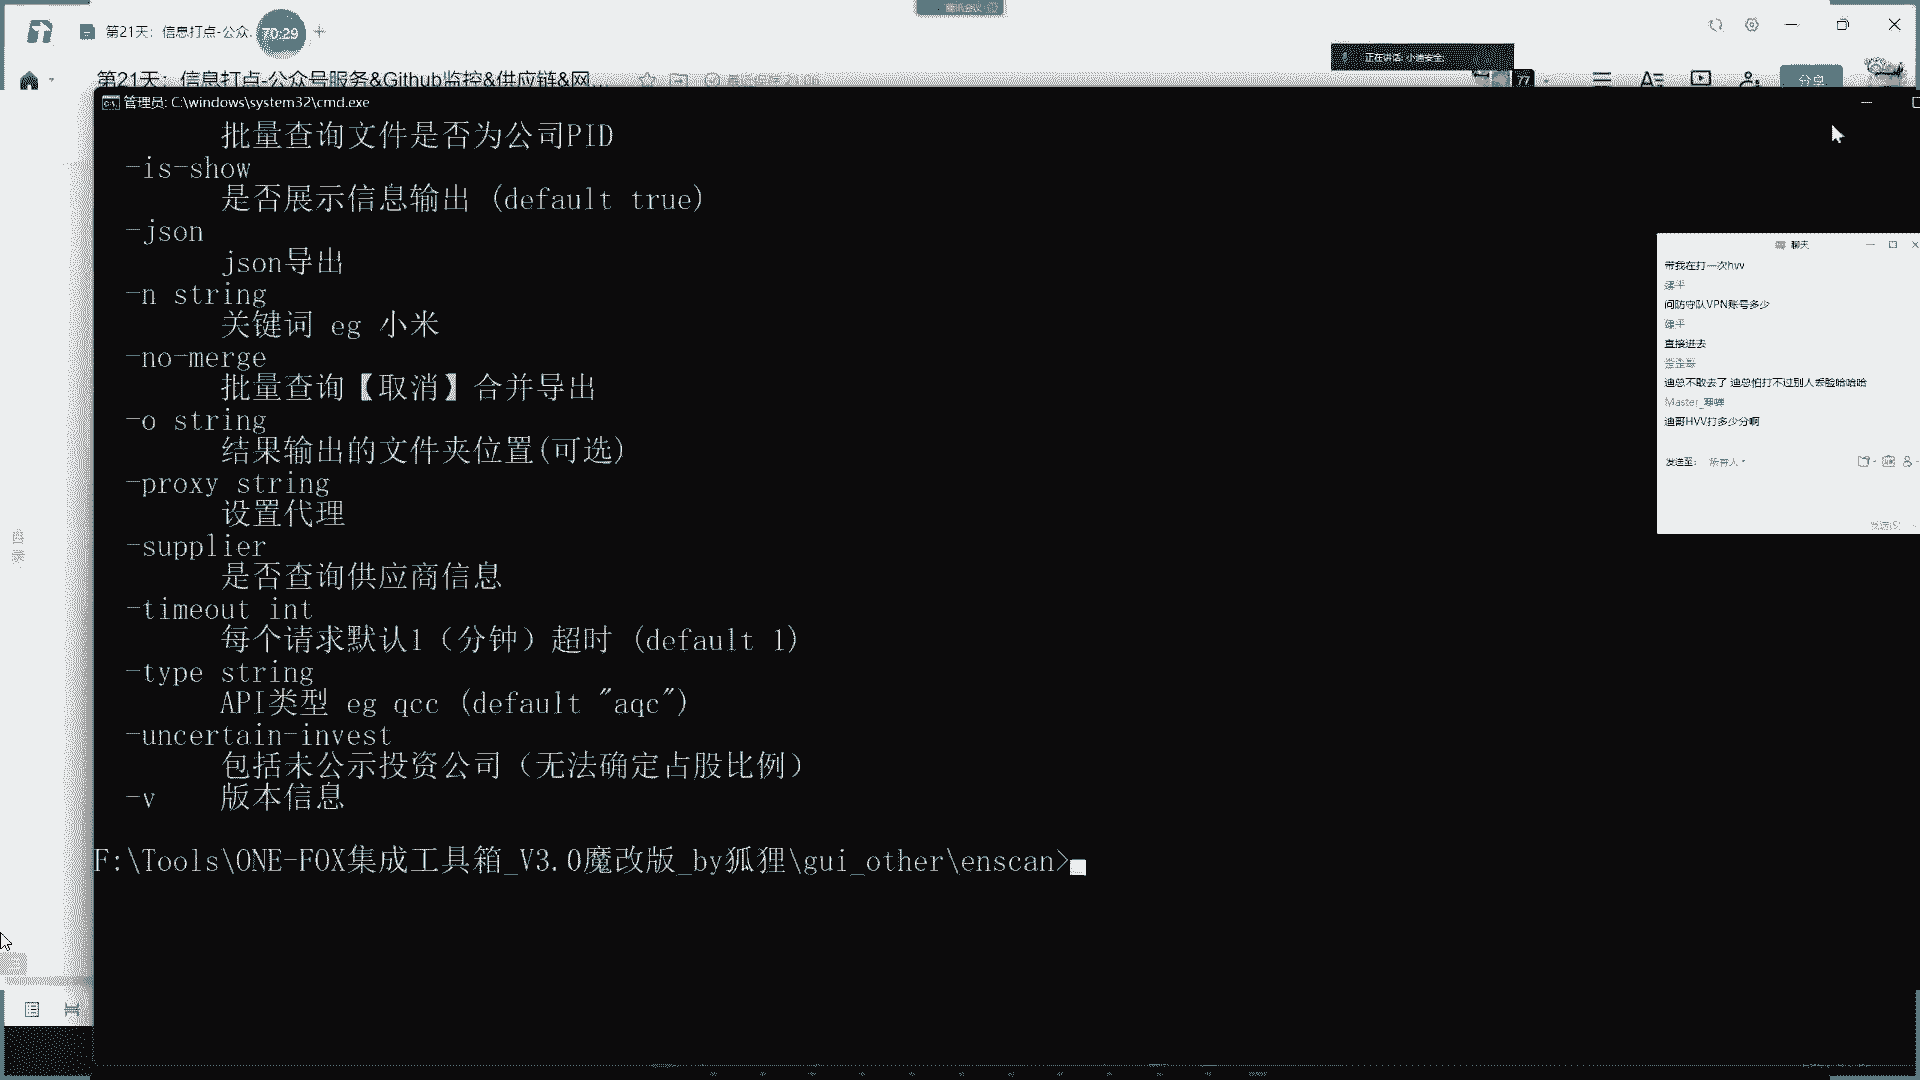 第21天：信息打点-公众.
70:29
第21天：信息打点-公众号服务&Github监控&供应链&网...
分享
正在讲话: 小迪安全;
77
管理员: C:\windows\system32\cmd.exe
批量查询文件是否为公司PID
-is-show
是否展示信息输出 (default true)
-json
json导出
-n string
关键词 eg 小米
-no-merge
批量查询【取消】合并导出
-o string
结果输出的文件夹位置(可选)
-proxy string
设置代理
-supplier
是否查询供应商信息
-timeout int
每个请求默认1（分钟）超时 (default 1)
-type string
API类型 eg qcc (default "aqc")
-uncertain-invest
包括未公示投资公司（无法确定占股比例）
-v 版本信息
F:\Tools\ONE-FOX集成工具箱_V3.0魔改版_by狐狸\gui_other\enscan>
聊天
带我在打一次hvv
问防守队VPN账号多少
直接进去
迪总不敢去了 迪总怕打不过别人丢脸哈哈哈
迪哥HVV打多少分啊
发送至: 所有人
发送(S)